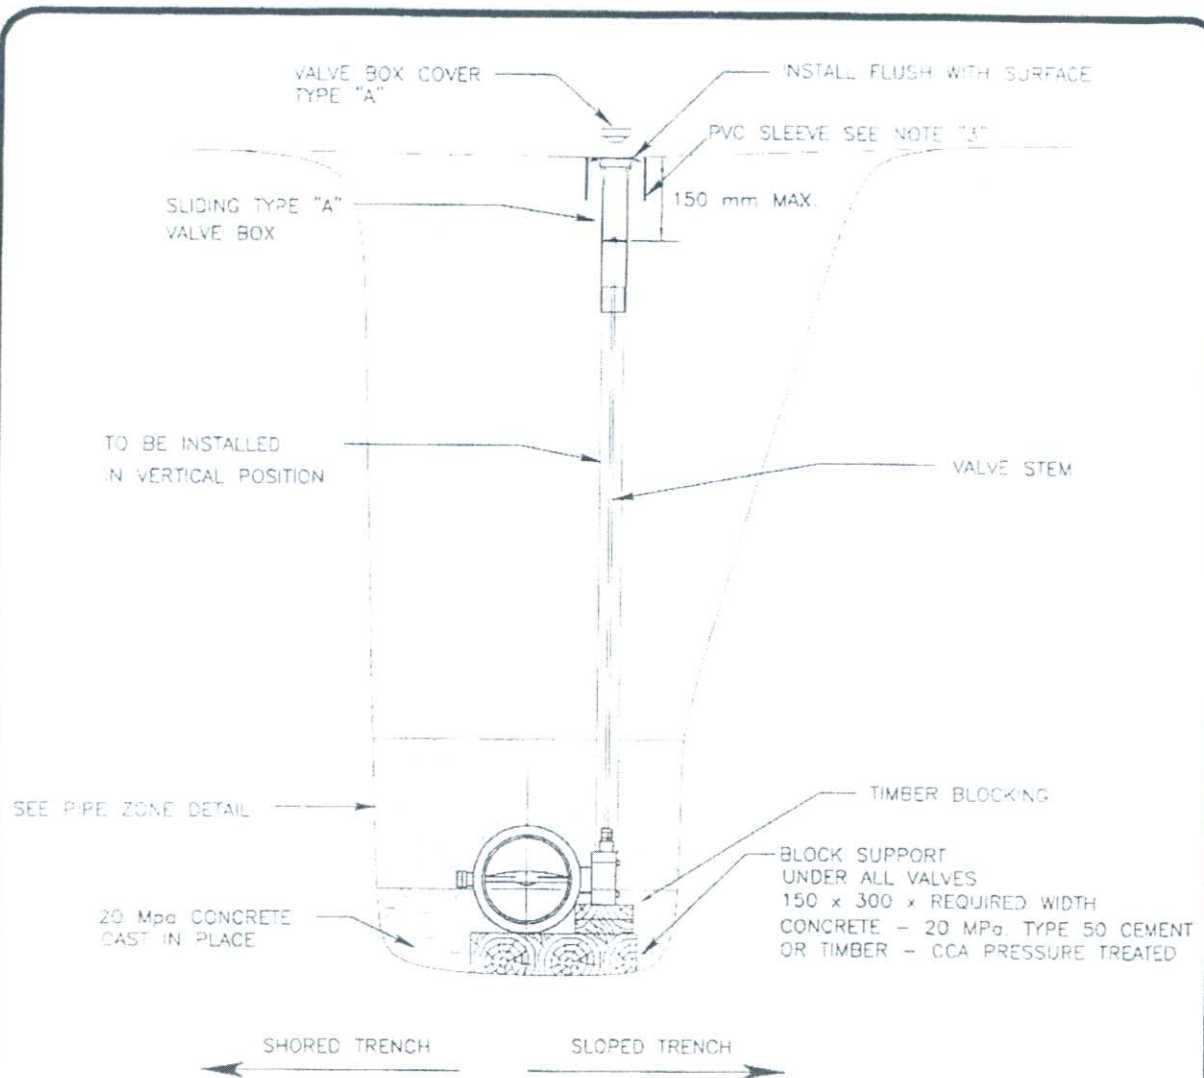 VALVE BOX COVER
TYPE "A"
INSTALL FLUSH WITH SURFACE
PVC SLEEVE SEE NOTE "3"
150 mm MAX.
SLIDING TYPE "A"
VALVE BOX
TO BE INSTALLED
IN VERTICAL POSITION
VALVE STEM
SEE PIPE ZONE DETAIL
TIMBER BLOCKING
BLOCK SUPPORT
UNDER ALL VALVES
150 x 300 x REQUIRED WIDTH
CONCRETE - 20 MPa. TYPE 50 CEMENT
OR TIMBER - CCA PRESSURE TREATED
20 Mpa CONCRETE
CAST IN PLACE
SHORED TRENCH
SLOPED TRENCH